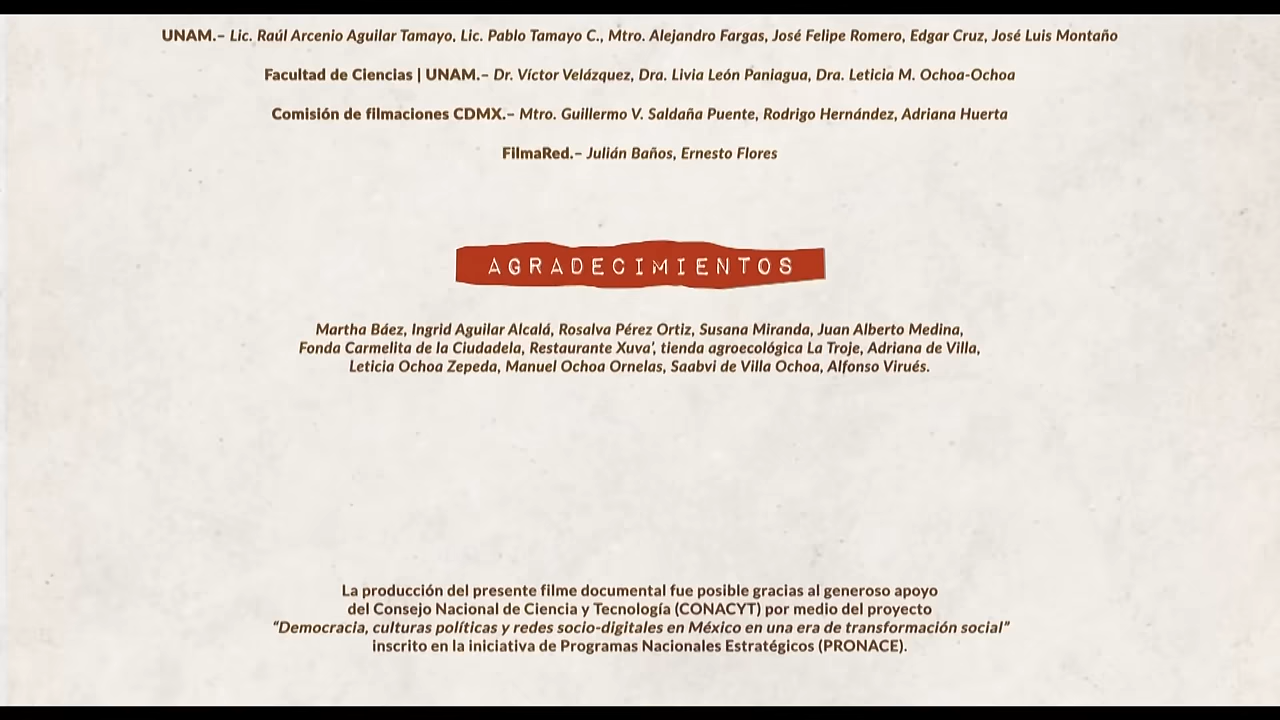 UNAM.– Lic. Raúl Arcenio Aguilar Tamayo, Lic. Pablo Tamayo C., Mtro. Alejandro Fargas, José Felipe Romero, Edgar Cruz, José Luis Montaño
Facultad de Ciencias | UNAM.– Dr. Víctor Velázquez, Dra. Livia León Paniagua, Dra. Leticia M. Ochoa-Ochoa
Comisión de filmaciones CDMX.– Mtro. Guillermo V. Saldaña Puente, Rodrigo Hernández, Adriana Huerta
FilmaRed.– Julián Baños, Ernesto Flores
AGRADECIMIENTOS
Martha Báez, Ingrid Aguilar Alcalá, Rosalva Pérez Ortiz, Susana Miranda, Juan Alberto Medina,
Fonda Carmelita de la Ciudadela, Restaurante Xuva', tienda agroecológica La Troje, Adriana de Villa,
Leticia Ochoa Zepeda, Manuel Ochoa Ornelas, Saabvi de Villa Ochoa, Alfonso Virués.
La producción del presente filme documental fue posible gracias al generoso apoyo
del Consejo Nacional de Ciencia y Tecnología (CONACYT) por medio del proyecto
“Democracia, culturas políticas y redes socio-digitales en México en una era de transformación social”
inscrito en la iniciativa de Programas Nacionales Estratégicos (PRONACE).